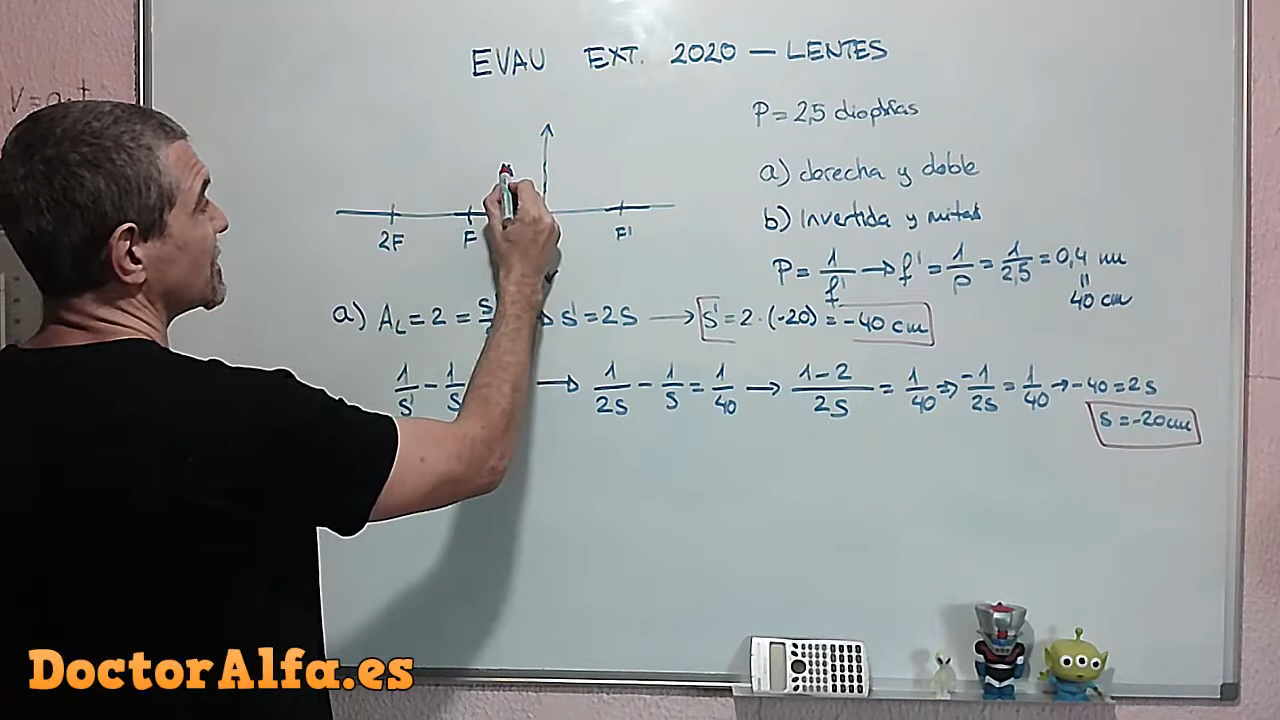 EVAU EXT. 2020 — LENTES
V=a·t
P = 2,5 dioptrías
a) derecha y doble
b) Invertida y mitad
2F F F'
P = 1/f' → f' = 1/P = 1/2,5 = 0,4 m
=
40 cm
a) A_L = 2 = s → s' = 2s → s' = 2·(-20) = -40 cm
1/s' - 1/s → 1/2s - 1/s = 1/40 → 1-2/2s = 1/40 ⇒ -1/2s = 1/40 → -40 = 2s
s = -20cm
DoctorAlfa.es